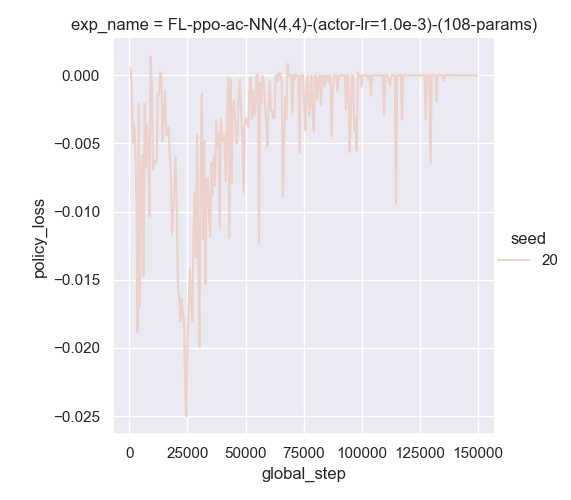 exp_name = FL-ppo-ac-NN(4,4)-(actor-lr=1.0e-3)-(108-params)
0.000
−0.005
−0.010
−0.015
−0.020
−0.025
policy_loss
0 25000 50000 75000 100000 125000 150000
global_step
seed
20